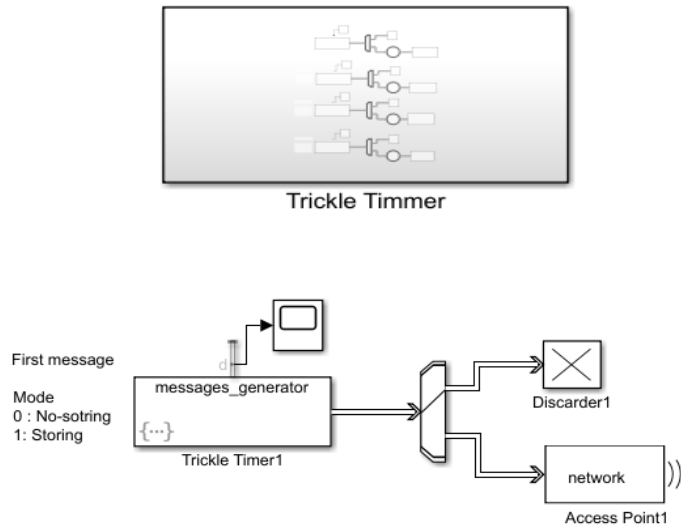 Trickle Timmer
First message
Mode
0 : No-sotring
1: Storing
d
messages_generator
{...}
Trickle Timer1
Discarder1
network
Access Point1